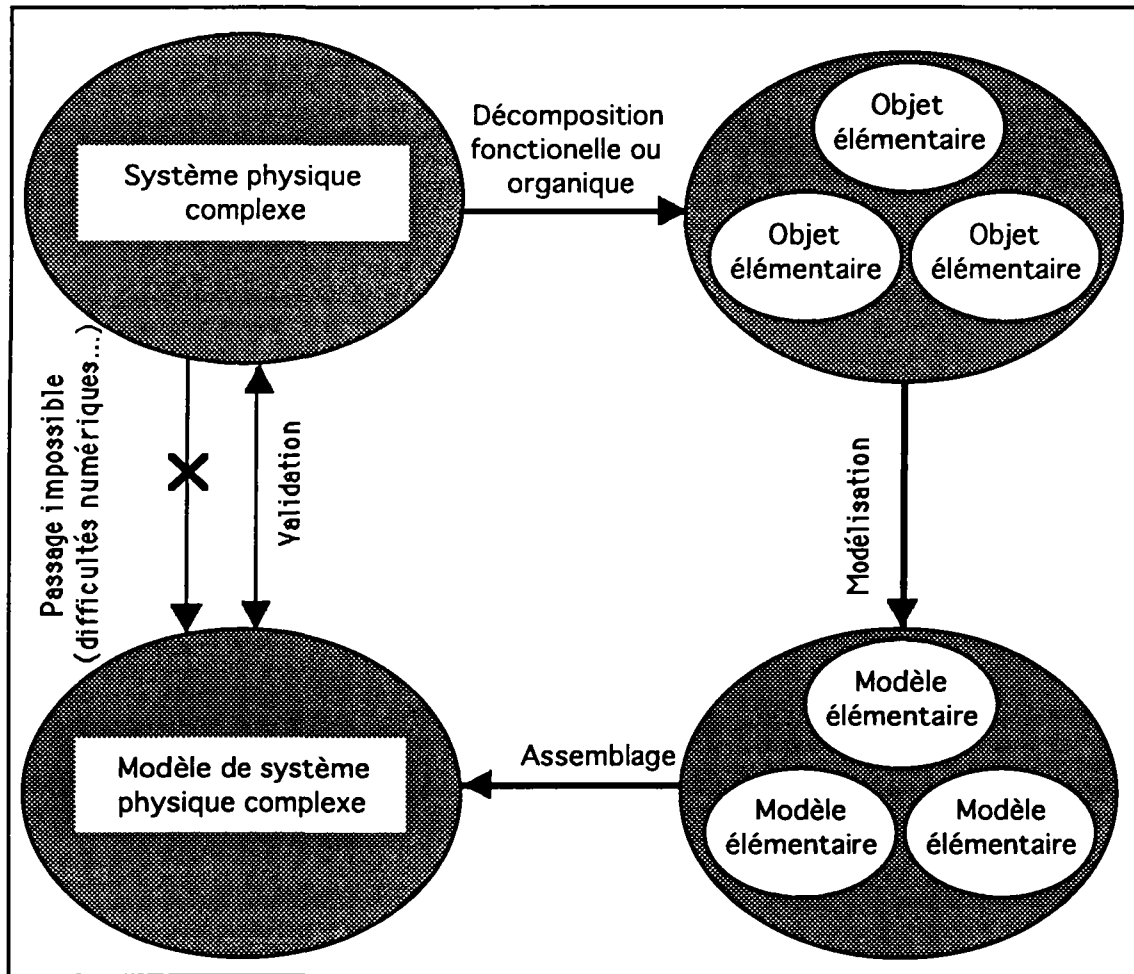 Système physique
complexe
Décomposition
fonctionelle ou
organique
Objet
élémentaire
Objet
élémentaire
Objet
élémentaire
Passage impossible
(difficultés numériques...)
Validation
Modélisation
Modèle de système
physique complexe
Assemblage
Modèle
élémentaire
Modèle
élémentaire
Modèle
élémentaire